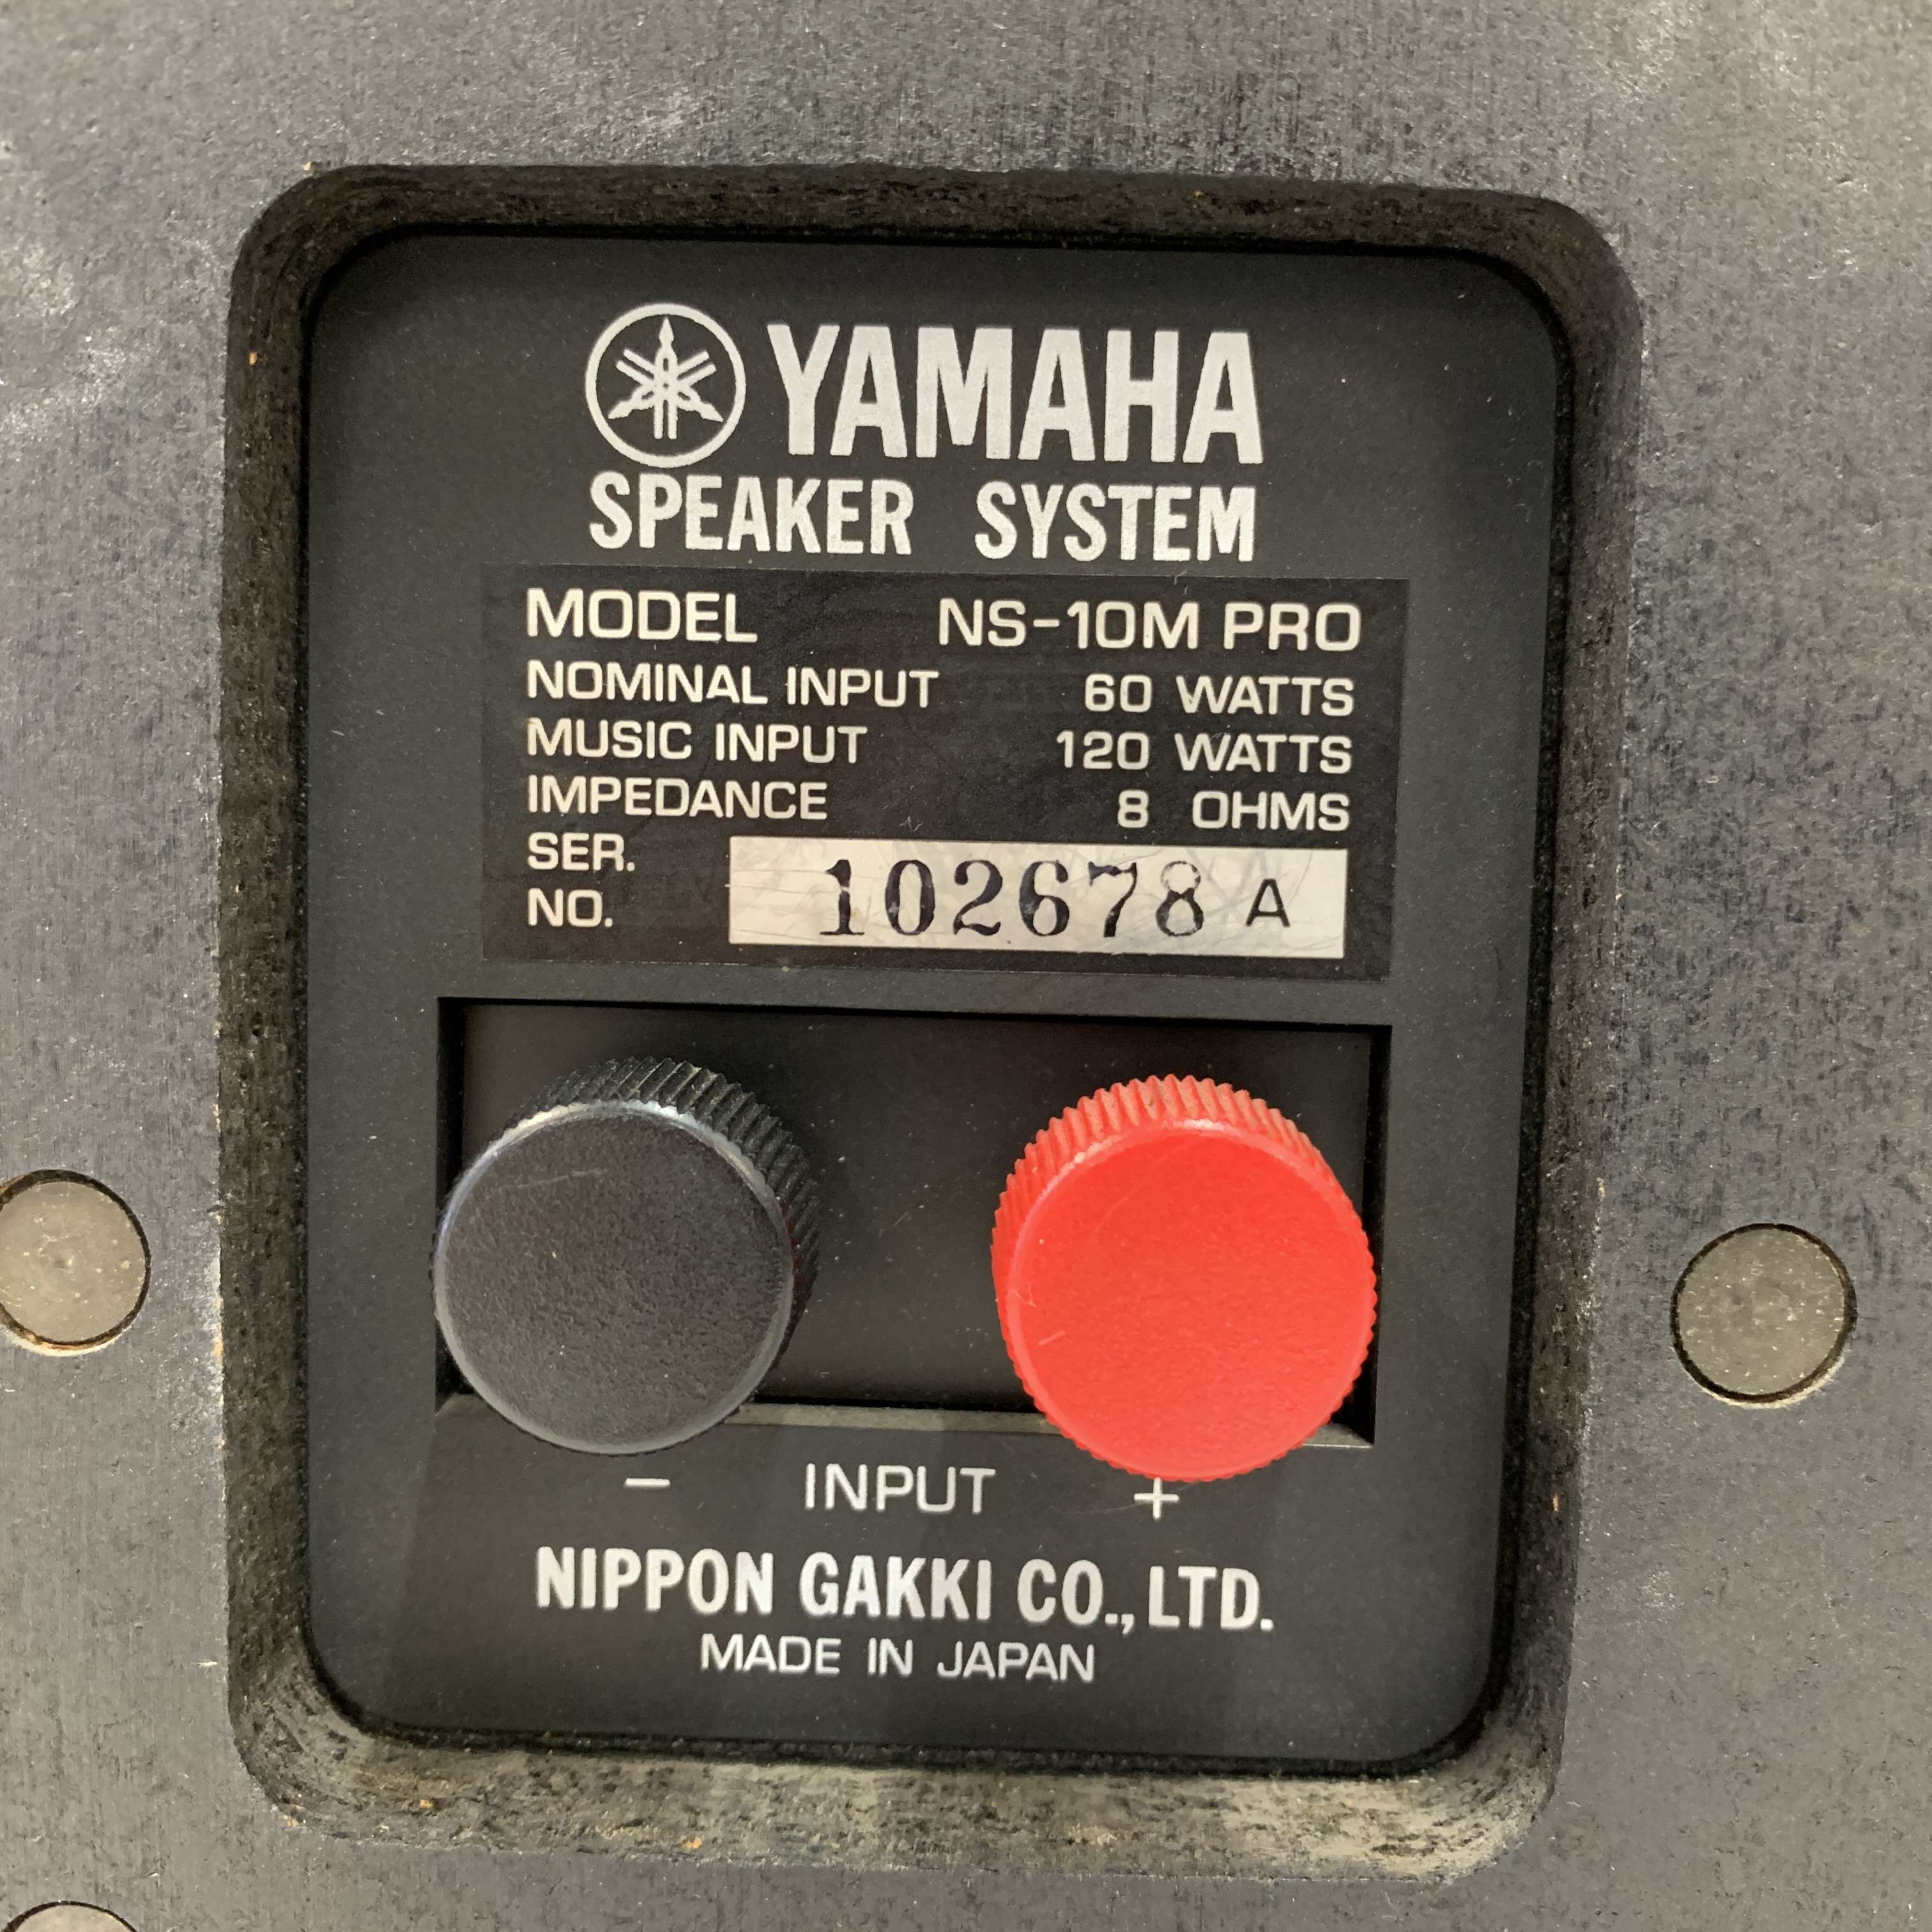 YAMAHA
SPEAKER SYSTEM
MODEL NS-10M PRO
NOMINAL INPUT 60 WATTS
MUSIC INPUT 120 WATTS
IMPEDANCE 8 OHMS
SER.
NO. 102678 A
- INPUT +
NIPPON GAKKI CO., LTD.
MADE IN JAPAN